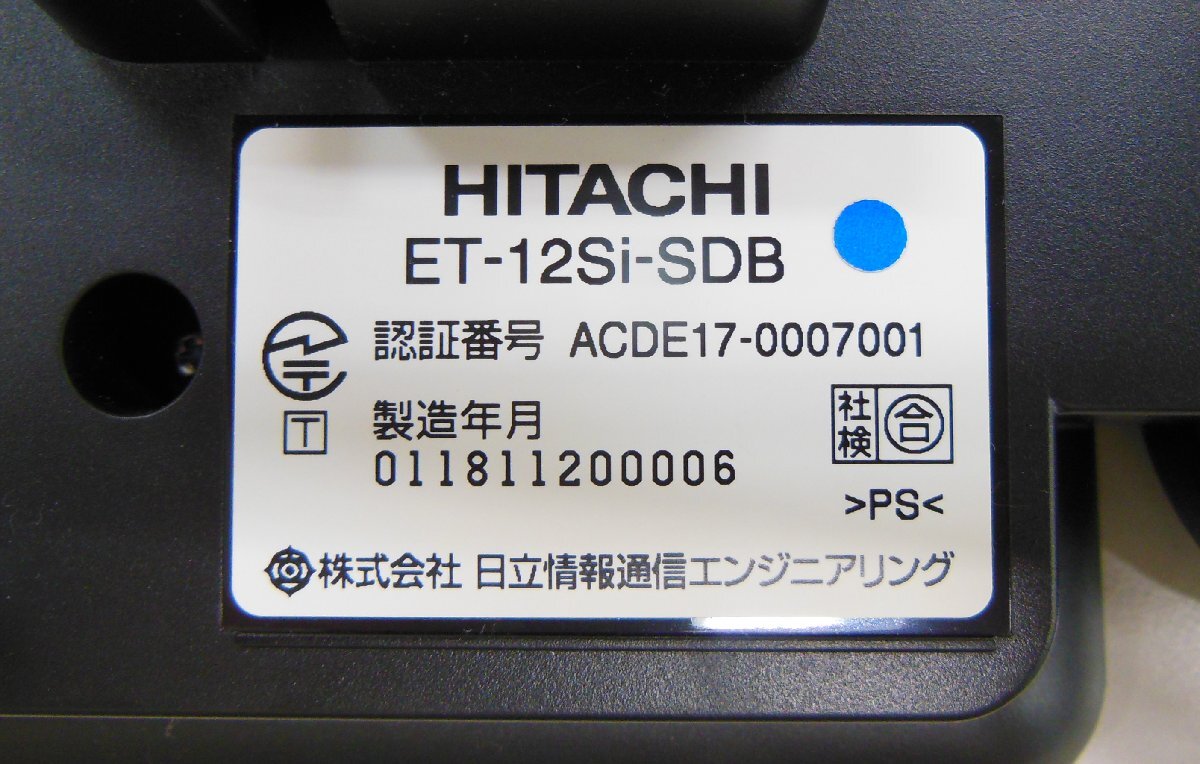 HITACHI
ET-12Si-SDB
認証番号 ACDE17-0007001
T
製造年月
011811200006
社検 合
>PS<
株式会社 日立情報通信エンジニアリング